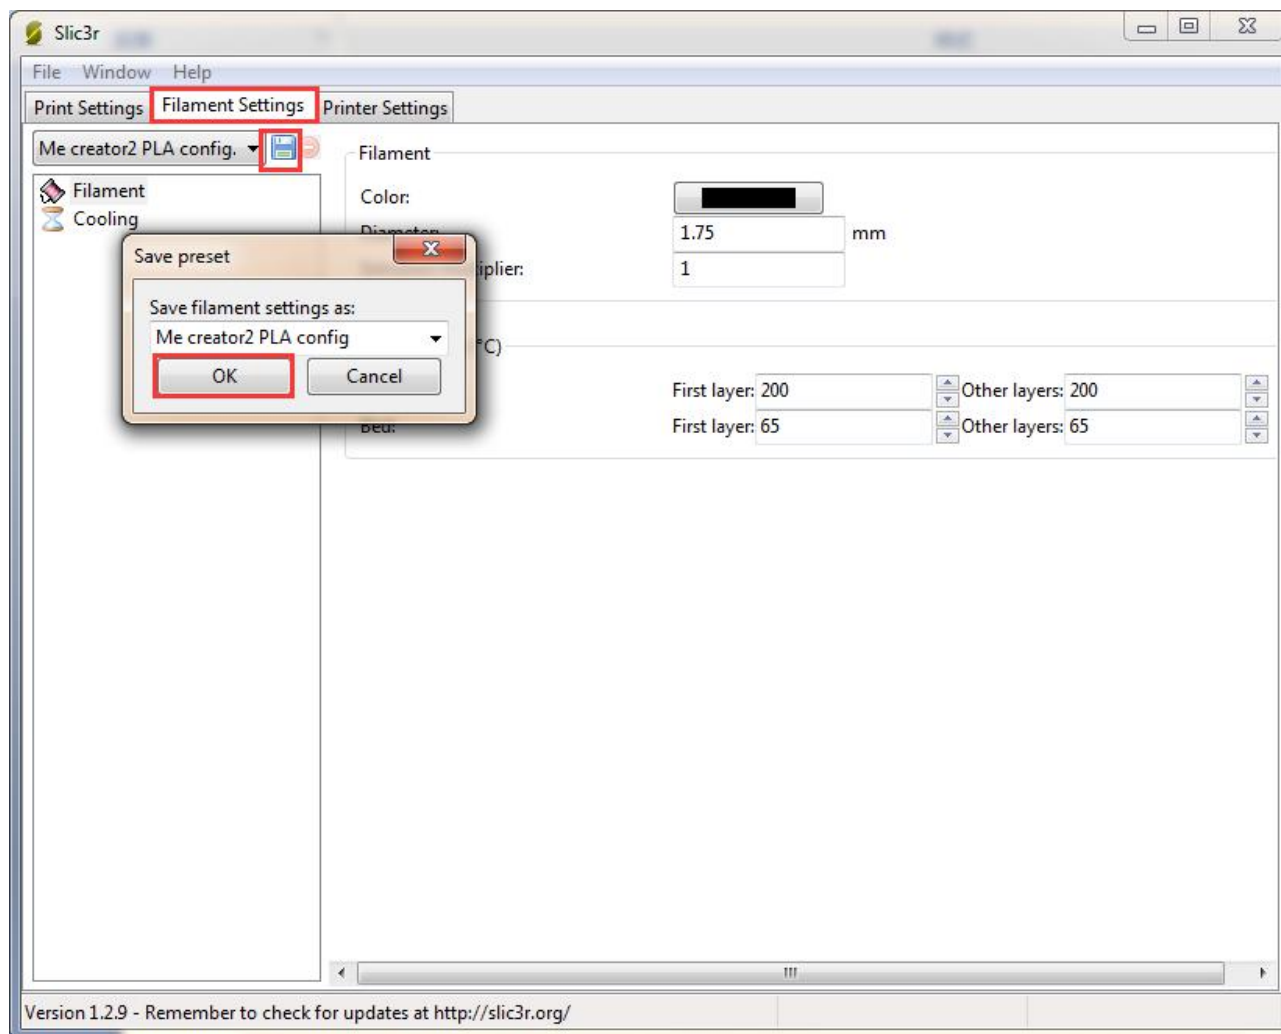 Slic3r
File Window Help
Print Settings Filament Settings Printer Settings
Me creator2 PLA config.
Filament
Filament
Color:
Cooling
Diameter:
1.75 mm
Save preset
iplier:
1
Save filament settings as:
Me creator2 PLA config
°C)
OK Cancel
First layer: 200 Other layers: 200
Bed:
First layer: 65 Other layers: 65
Version 1.2.9 - Remember to check for updates at http://slic3r.org/